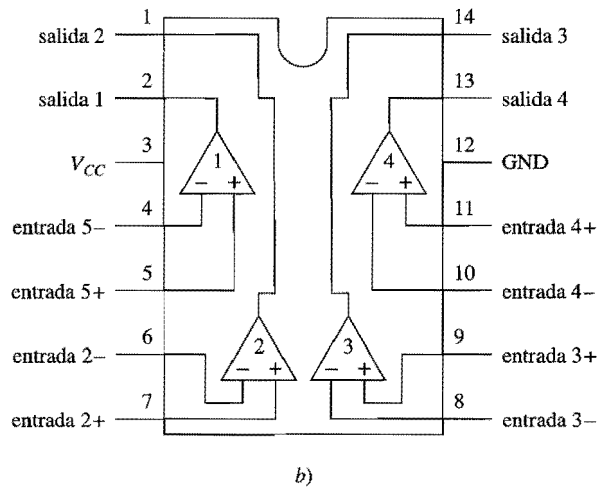 1
14
salida 2
salida 3
2
13
salida 1
salida 4
3
12
V_CC
1
4
GND
− +
− +
4
11
entrada 5−
entrada 4+
5
10
entrada 5+
entrada 4−
6
9
entrada 2−
2
3
entrada 3+
− +
− +
7
8
entrada 2+
entrada 3−
b)